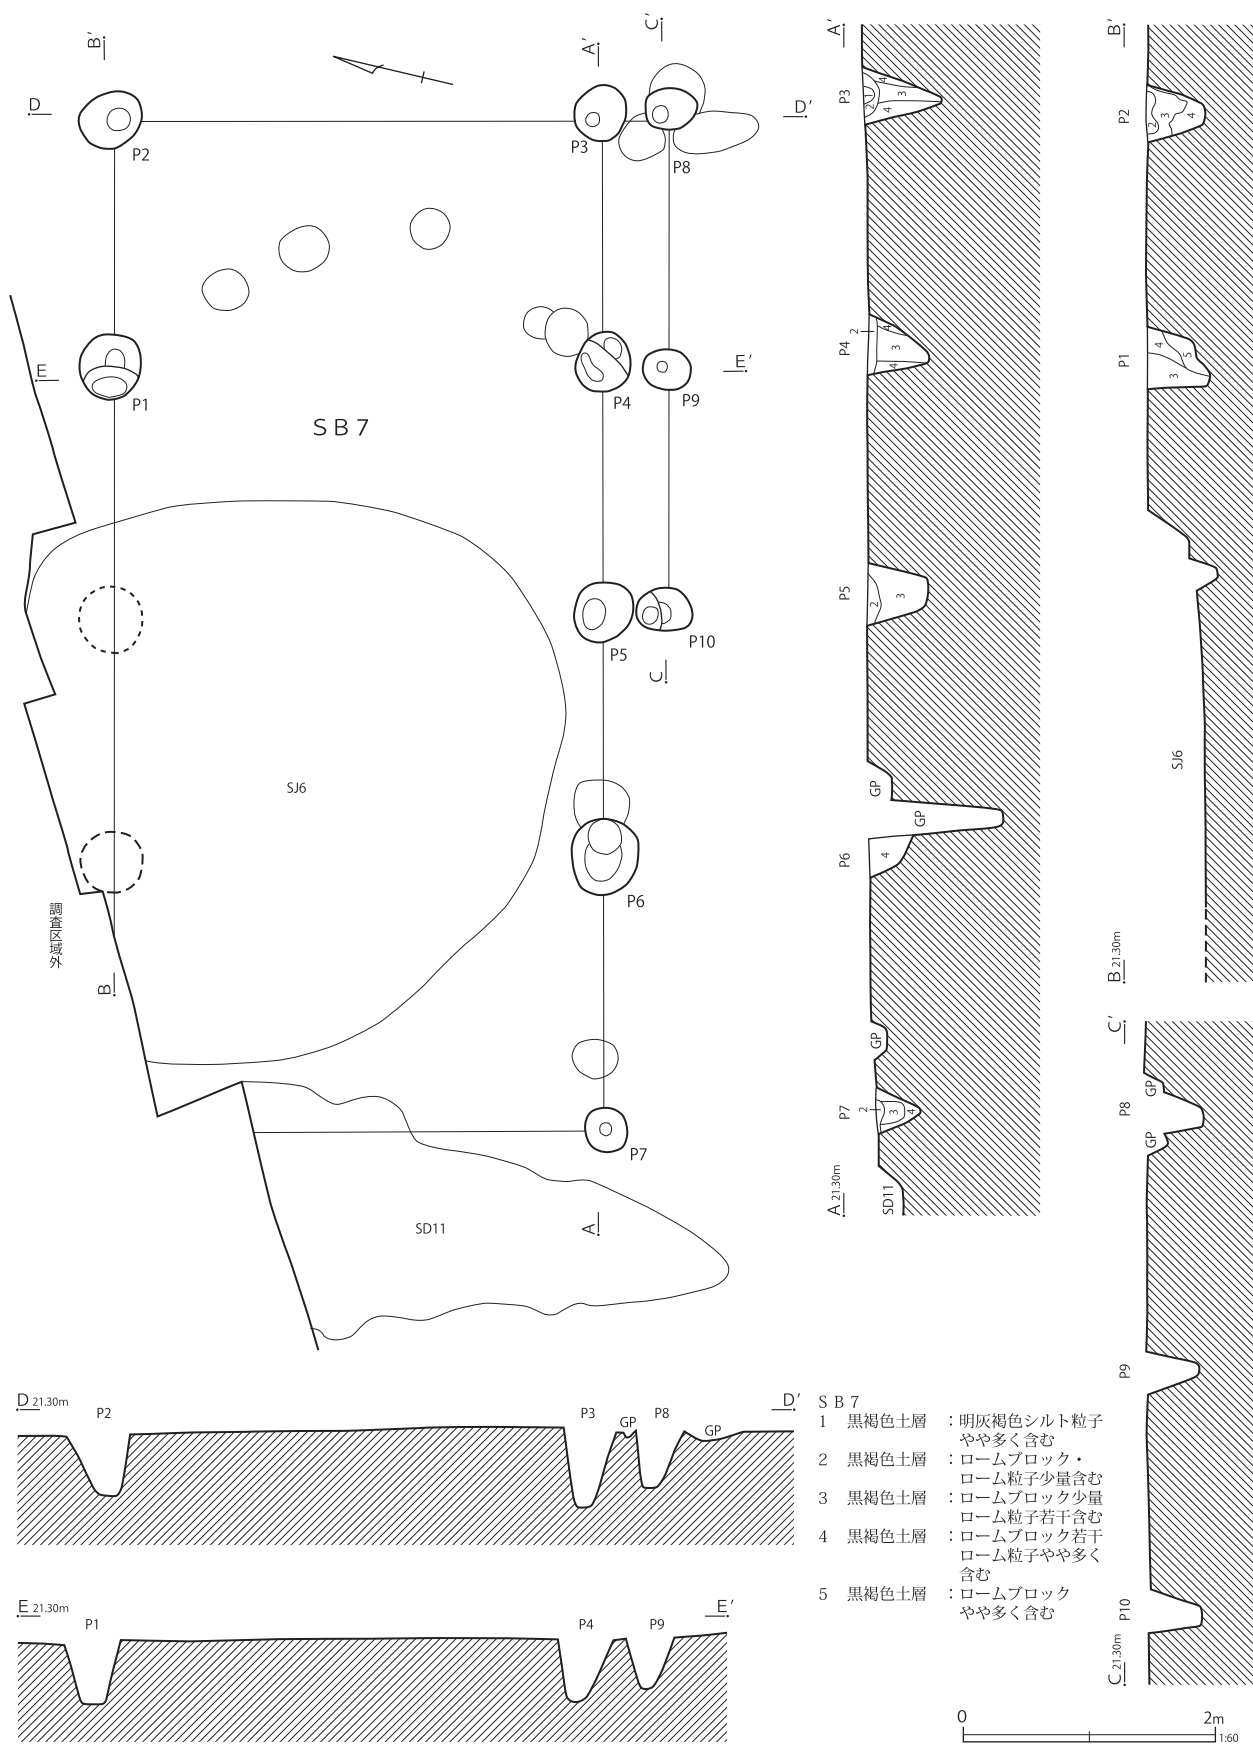 B′
A′
C′
D
D′
P2
P3
P8
E
E′
P1
P4
P9
SB7
P5
P10
C
SJ6
P6
調査区域外
B
P7
A
SD11
A′
P3
1
2
3
4
4
P4
2
3
4
4
P5
2
3
GP
GP
P6
4
GP
P7
2
3
4
A 21.30m
SD11
B′
P2
2
3
4
P1
4
5
3
SJ6
B 21.30m
C′
GP
P8
GP
P9
P10
C 21.30m
D 21.30m
P2
P3
GP
P8
GP
D′
E 21.30m
P1
P4
P9
E′
SB7
1 黒褐色土層 :明灰褐色シルト粒子
やや多く含む
2 黒褐色土層 :ロームブロック・
ローム粒子少量含む
3 黒褐色土層 :ロームブロック少量
ローム粒子若干含む
4 黒褐色土層 :ロームブロック若干
ローム粒子やや多く
含む
5 黒褐色土層 :ロームブロック
やや多く含む
0 2m
1:60